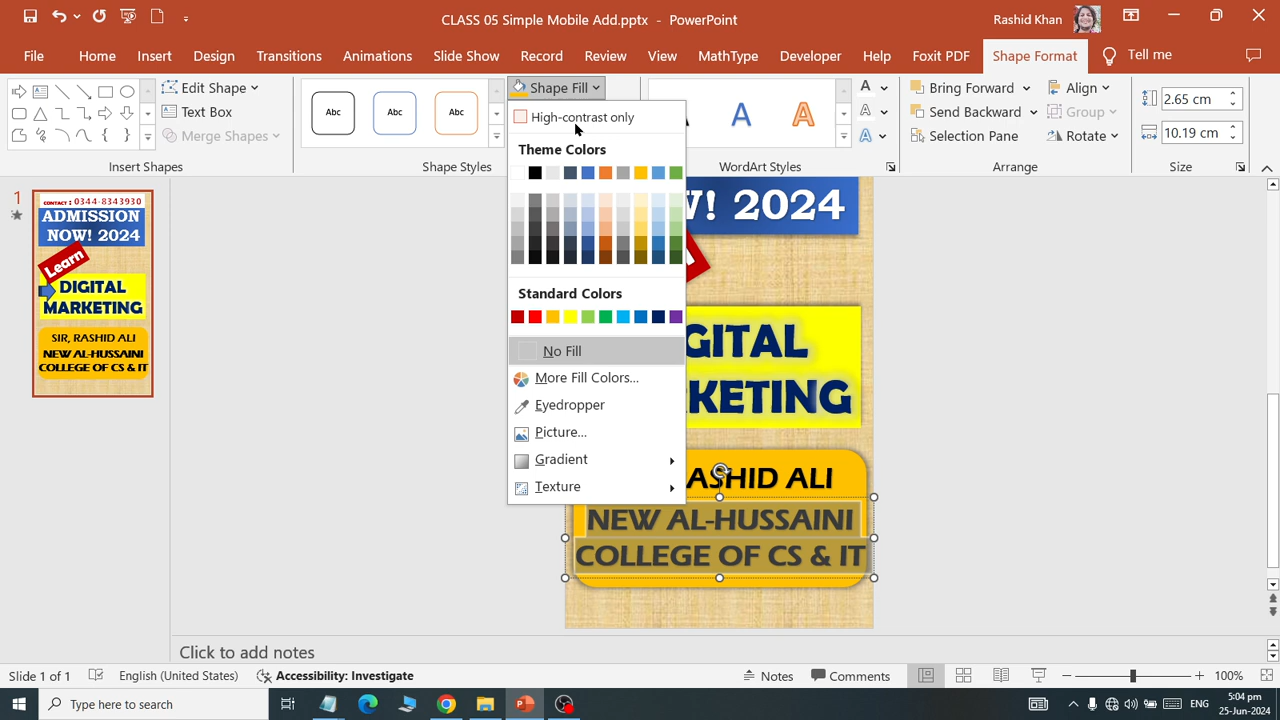 CLASS 05 Simple Mobile Add.pptx - PowerPoint
Rashid Khan
File
Home
Insert
Design
Transitions
Animations
Slide Show
Record
Review
View
MathType
Developer
Help
Foxit PDF
Shape Format
Tell me
Edit Shape
Text Box
Merge Shapes
Insert Shapes
Abc
Abc
Abc
Shape Styles
Shape Fill
A
A
WordArt Styles
A
A
A
Bring Forward
Send Backward
Selection Pane
Align
Group
Rotate
Arrange
2.65 cm
10.19 cm
Size
High-contrast only
Theme Colors
Standard Colors
No Fill
More Fill Colors...
Eyedropper
Picture...
Gradient
Texture
1
CONTACT : 0344-8343930
ADMISSION
NOW! 2024
Learn
DIGITAL
MARKETING
SIR, RASHID ALI
NEW AL-HUSSAINI
COLLEGE OF CS & IT
W! 2024
GITAL
RKETING
RASHID ALI
NEW AL-HUSSAINI
COLLEGE OF CS & IT
Click to add notes
Slide 1 of 1
English (United States)
Accessibility: Investigate
Notes
Comments
100%
Type here to search
ENG
5:04 pm
25-Jun-2024